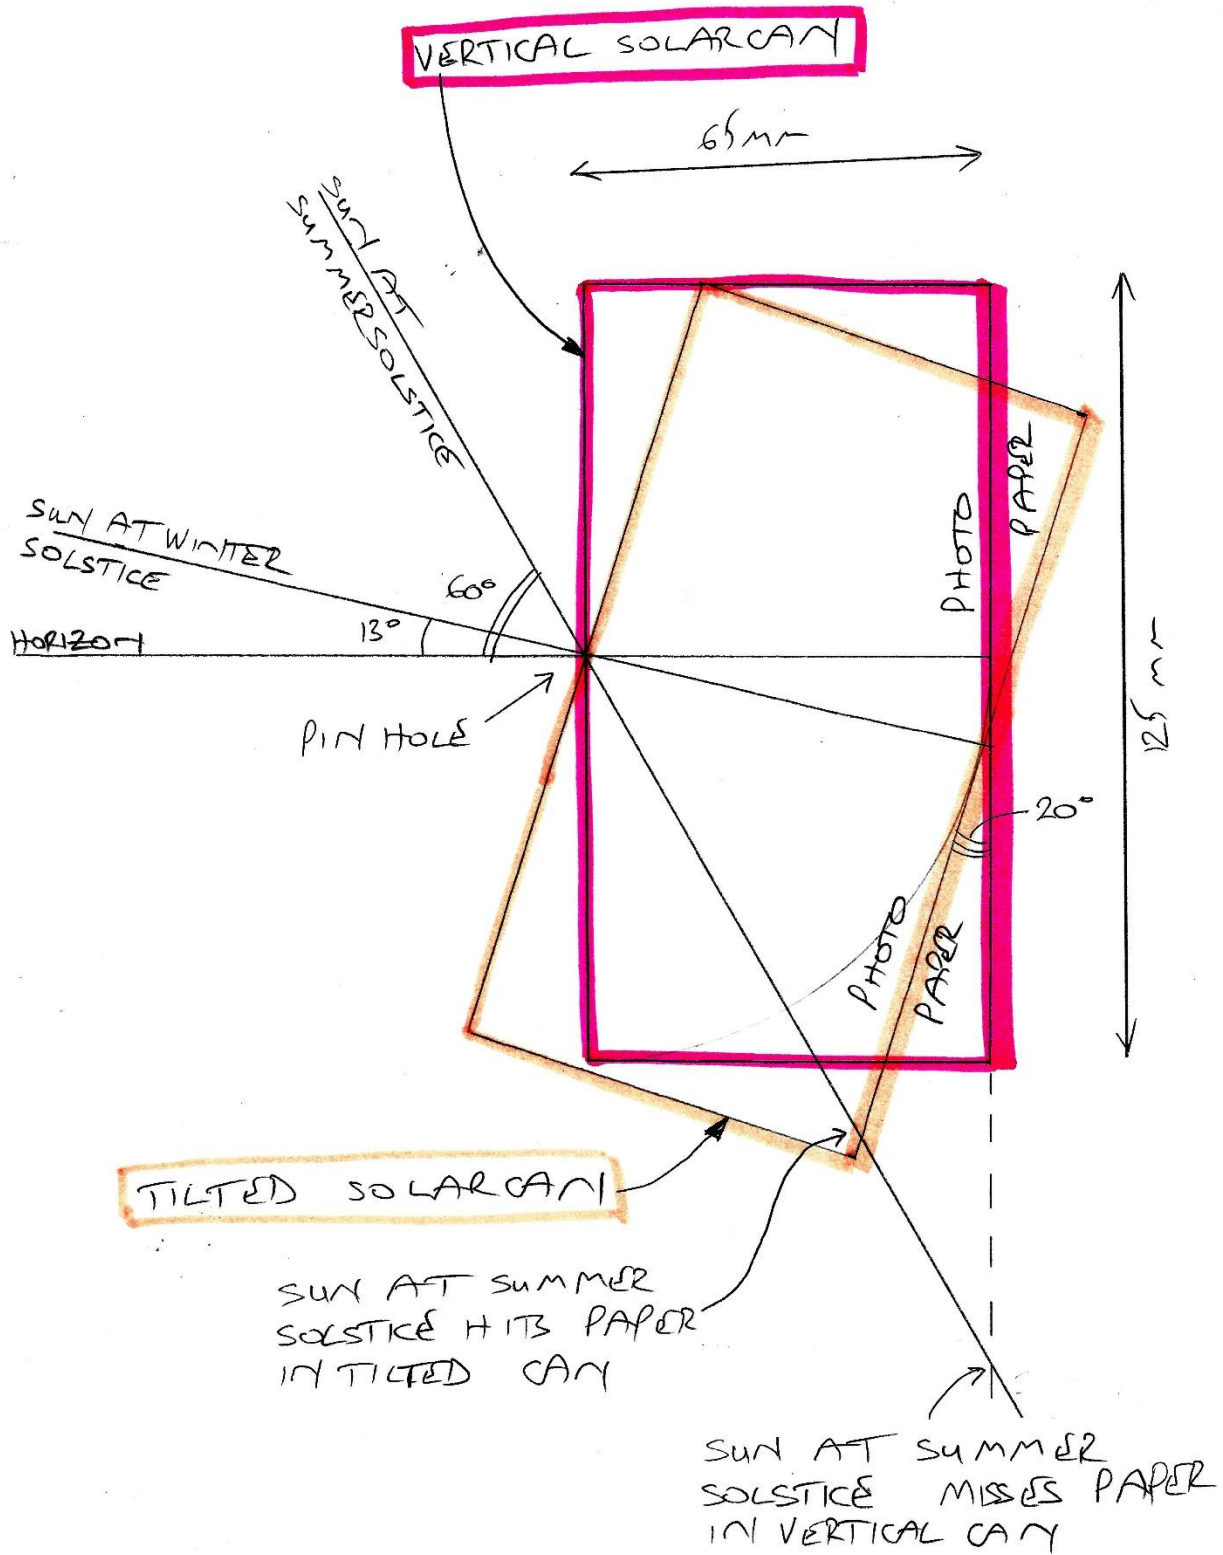 VERTICAL SOLARCAN
65mm
SUN AT
SUMMER SOLSTICE
SUN AT WINTER
SOLSTICE
60°
13°
HORIZON
PIN HOLE
PHOTO
PAPER
125mm
20°
PHOTO
PAPER
TILTED SOLARCAN
SUN AT SUMMER
SOLSTICE HITS PAPER
IN TILTED CAN
SUN AT SUMMER
SOLSTICE MISSES PAPER
IN VERTICAL CAN